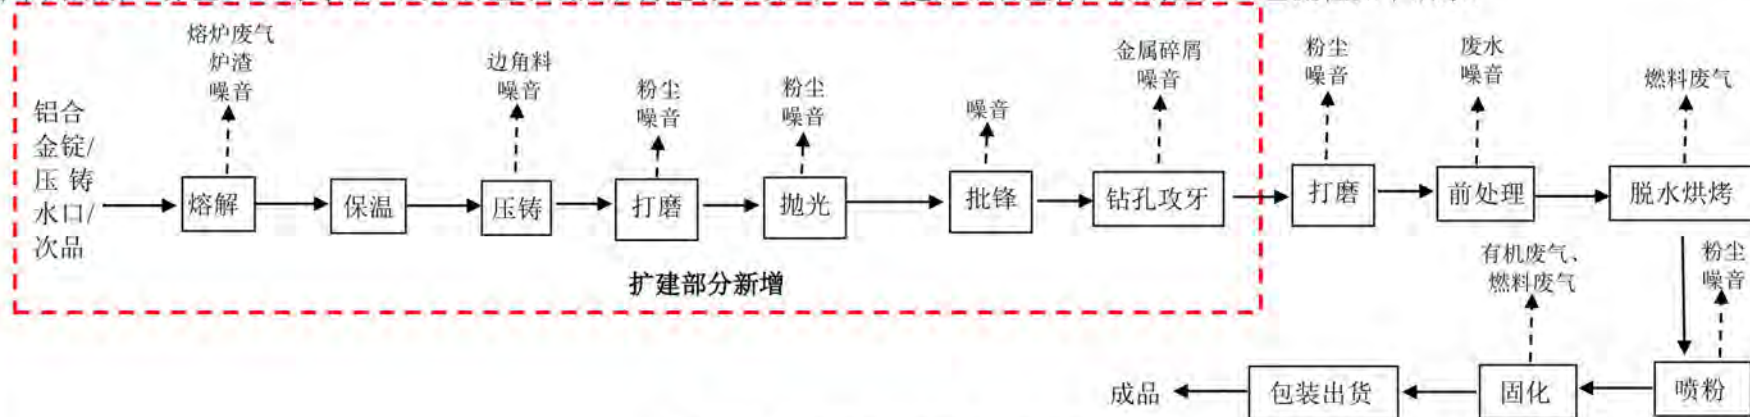 熔炉废气
炉渣
噪音
边角料
噪音
粉尘
噪音
粉尘
噪音
噪音
金属碎屑
噪音
粉尘
噪音
废水
噪音
燃料废气
铝合
金锭/
压 铸
水口/
次品
熔解
保温
压铸
打磨
抛光
批锋
钻孔攻牙
打磨
前处理
脱水烘烤
扩建部分新增
有机废气、
燃料废气
粉尘
噪音
成品
包装出货
固化
喷粉